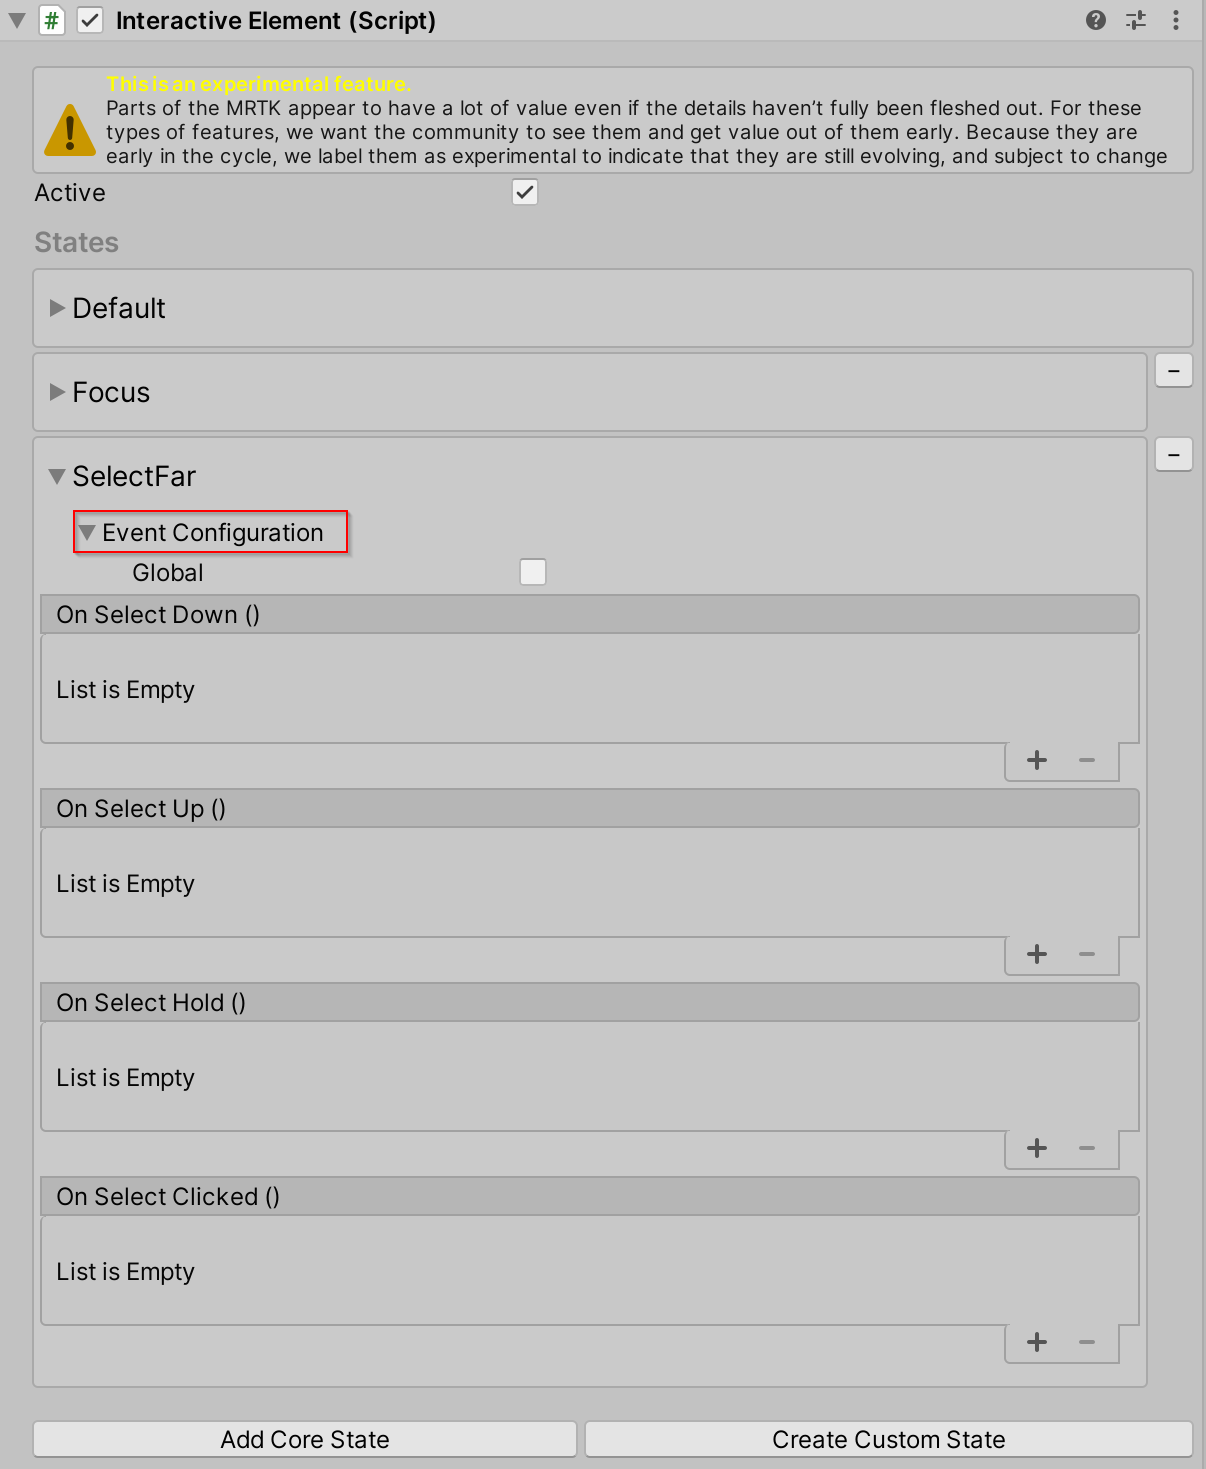 Interactive Element (Script)
This is an experimental feature.
Parts of the MRTK appear to have a lot of value even if the details haven’t fully been fleshed out. For these
types of features, we want the community to see them and get value out of them early. Because they are
early in the cycle, we label them as experimental to indicate that they are still evolving, and subject to change
Active
States
Default
Focus
SelectFar
Event Configuration
Global
On Select Down ()
List is Empty
On Select Up ()
List is Empty
On Select Hold ()
List is Empty
On Select Clicked ()
List is Empty
Add Core State
Create Custom State